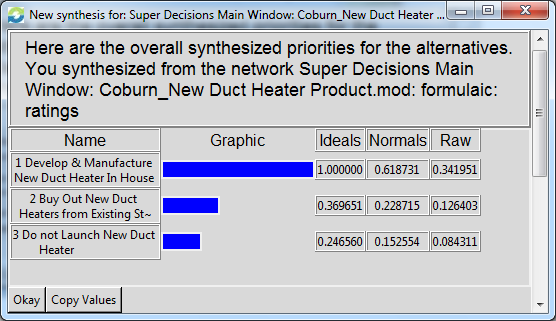 New synthesis for: Super Decisions Main Window: Coburn_New Duct Heater ...
Here are the overall synthesized priorities for the alternatives.
You synthesized from the network Super Decisions Main
Window: Coburn_New Duct Heater Product.mod: formulaic:
ratings
Name Graphic Ideals Normals Raw
1 Develop & Manufacture
New Duct Heater In House
1.000000 0.618731 0.341951
2 Buy Out New Duct
Heaters from Existing St~
0.369651 0.228715 0.126403
3 Do not Launch New Duct
Heater
0.246560 0.152554 0.084311
Okay Copy Values